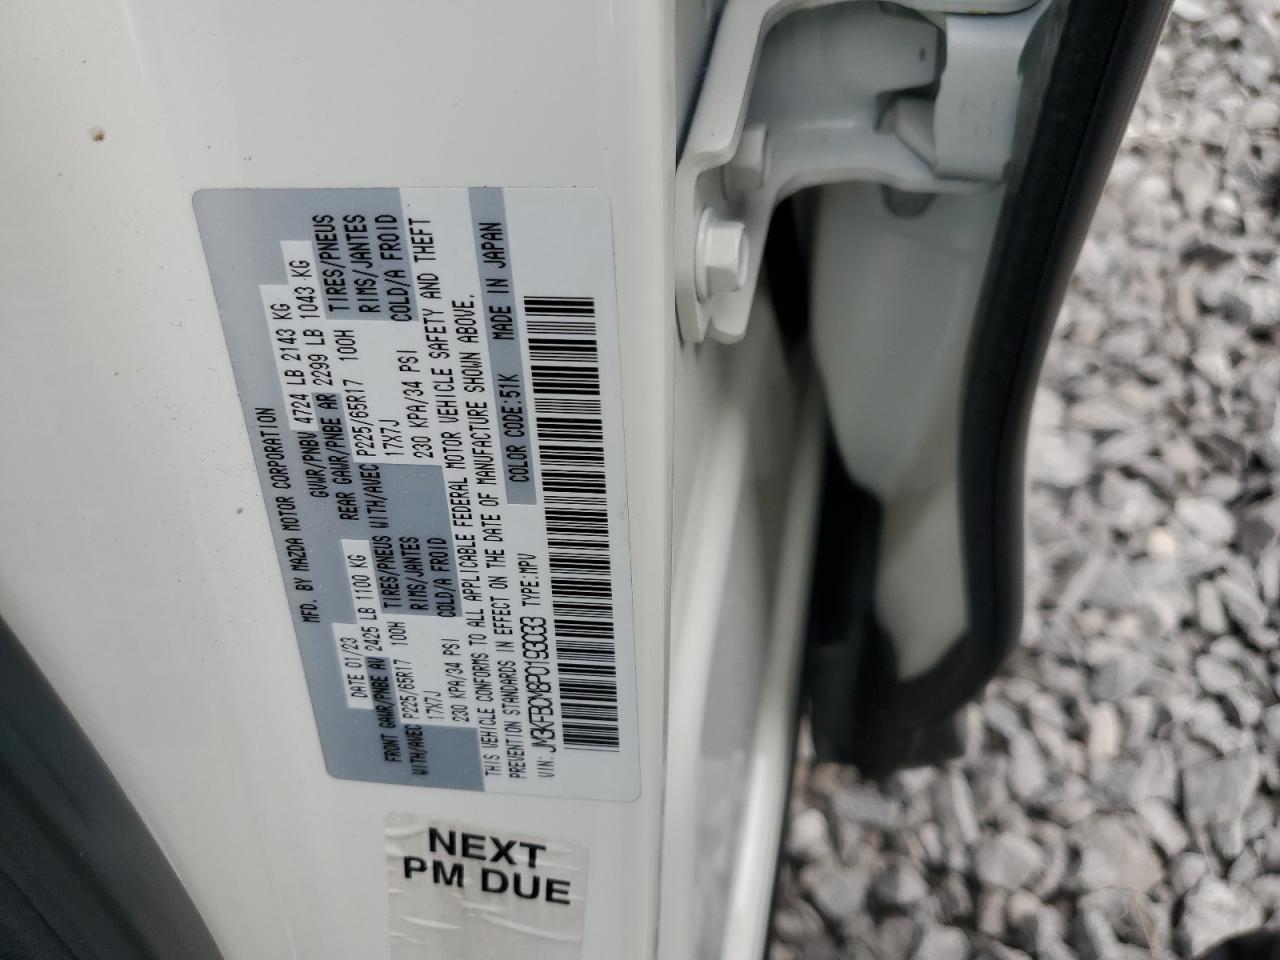 MFD. BY MAZDA MOTOR CORPORATION
DATE 01/23 GVWR/PNBV 4724 LB 2143 KG
FRONT GAWR/PNBE AV 2425 LB 1100 KG REAR GAWR/PNBE AR 2299 LB 1043 KG
WITH/AVEC P225/65R17 100H TIRES/PNEUS WITH/AVEC P225/65R17 100H TIRES/PNEUS
17X7J RIMS/JANTES 17X7J RIMS/JANTES
230 KPA/34 PSI COLD/A FROID 230 KPA/34 PSI COLD/A FROID
THIS VEHICLE CONFORMS TO ALL APPLICABLE FEDERAL MOTOR VEHICLE SAFETY AND THEFT
PREVENTION STANDARDS IN EFFECT ON THE DATE OF MANUFACTURE SHOWN ABOVE.
VIN: JM3KFBCM8P0193033 TYPE:MPV COLOR CODE:51K MADE IN JAPAN
NEXT
PM DUE